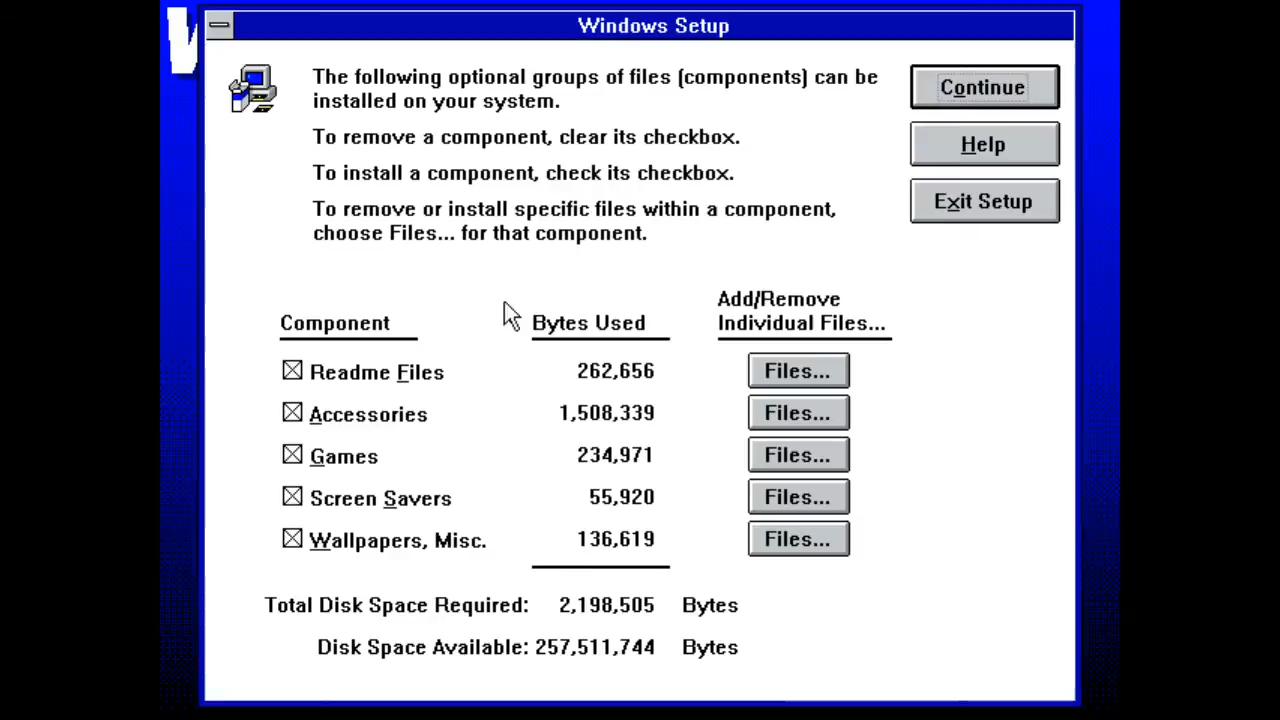 W
Windows Setup
The following optional groups of files (components) can be
installed on your system.
To remove a component, clear its checkbox.
To install a component, check its checkbox.
To remove or install specific files within a component,
choose Files... for that component.
Continue
Help
Exit Setup
Component Bytes Used Add/Remove
Individual Files...
Readme Files 262,656 Files...
Accessories 1,508,339 Files...
Games 234,971 Files...
Screen Savers 55,920 Files...
Wallpapers, Misc. 136,619 Files...
Total Disk Space Required: 2,198,505 Bytes
Disk Space Available: 257,511,744 Bytes